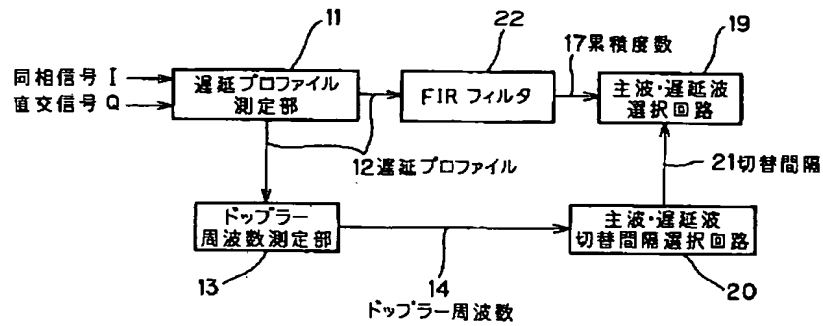 11
22
19
17累積度数
同相信号 I
直交信号 Q
遅延プロファイル
測定部
FIR フィルタ
主波・遅延波
選択回路
12遅延プロファイル
21切替間隔
ドップラー
周波数測定部
主波・遅延波
切替間隔選択回路
13
14
20
ドップラー周波数